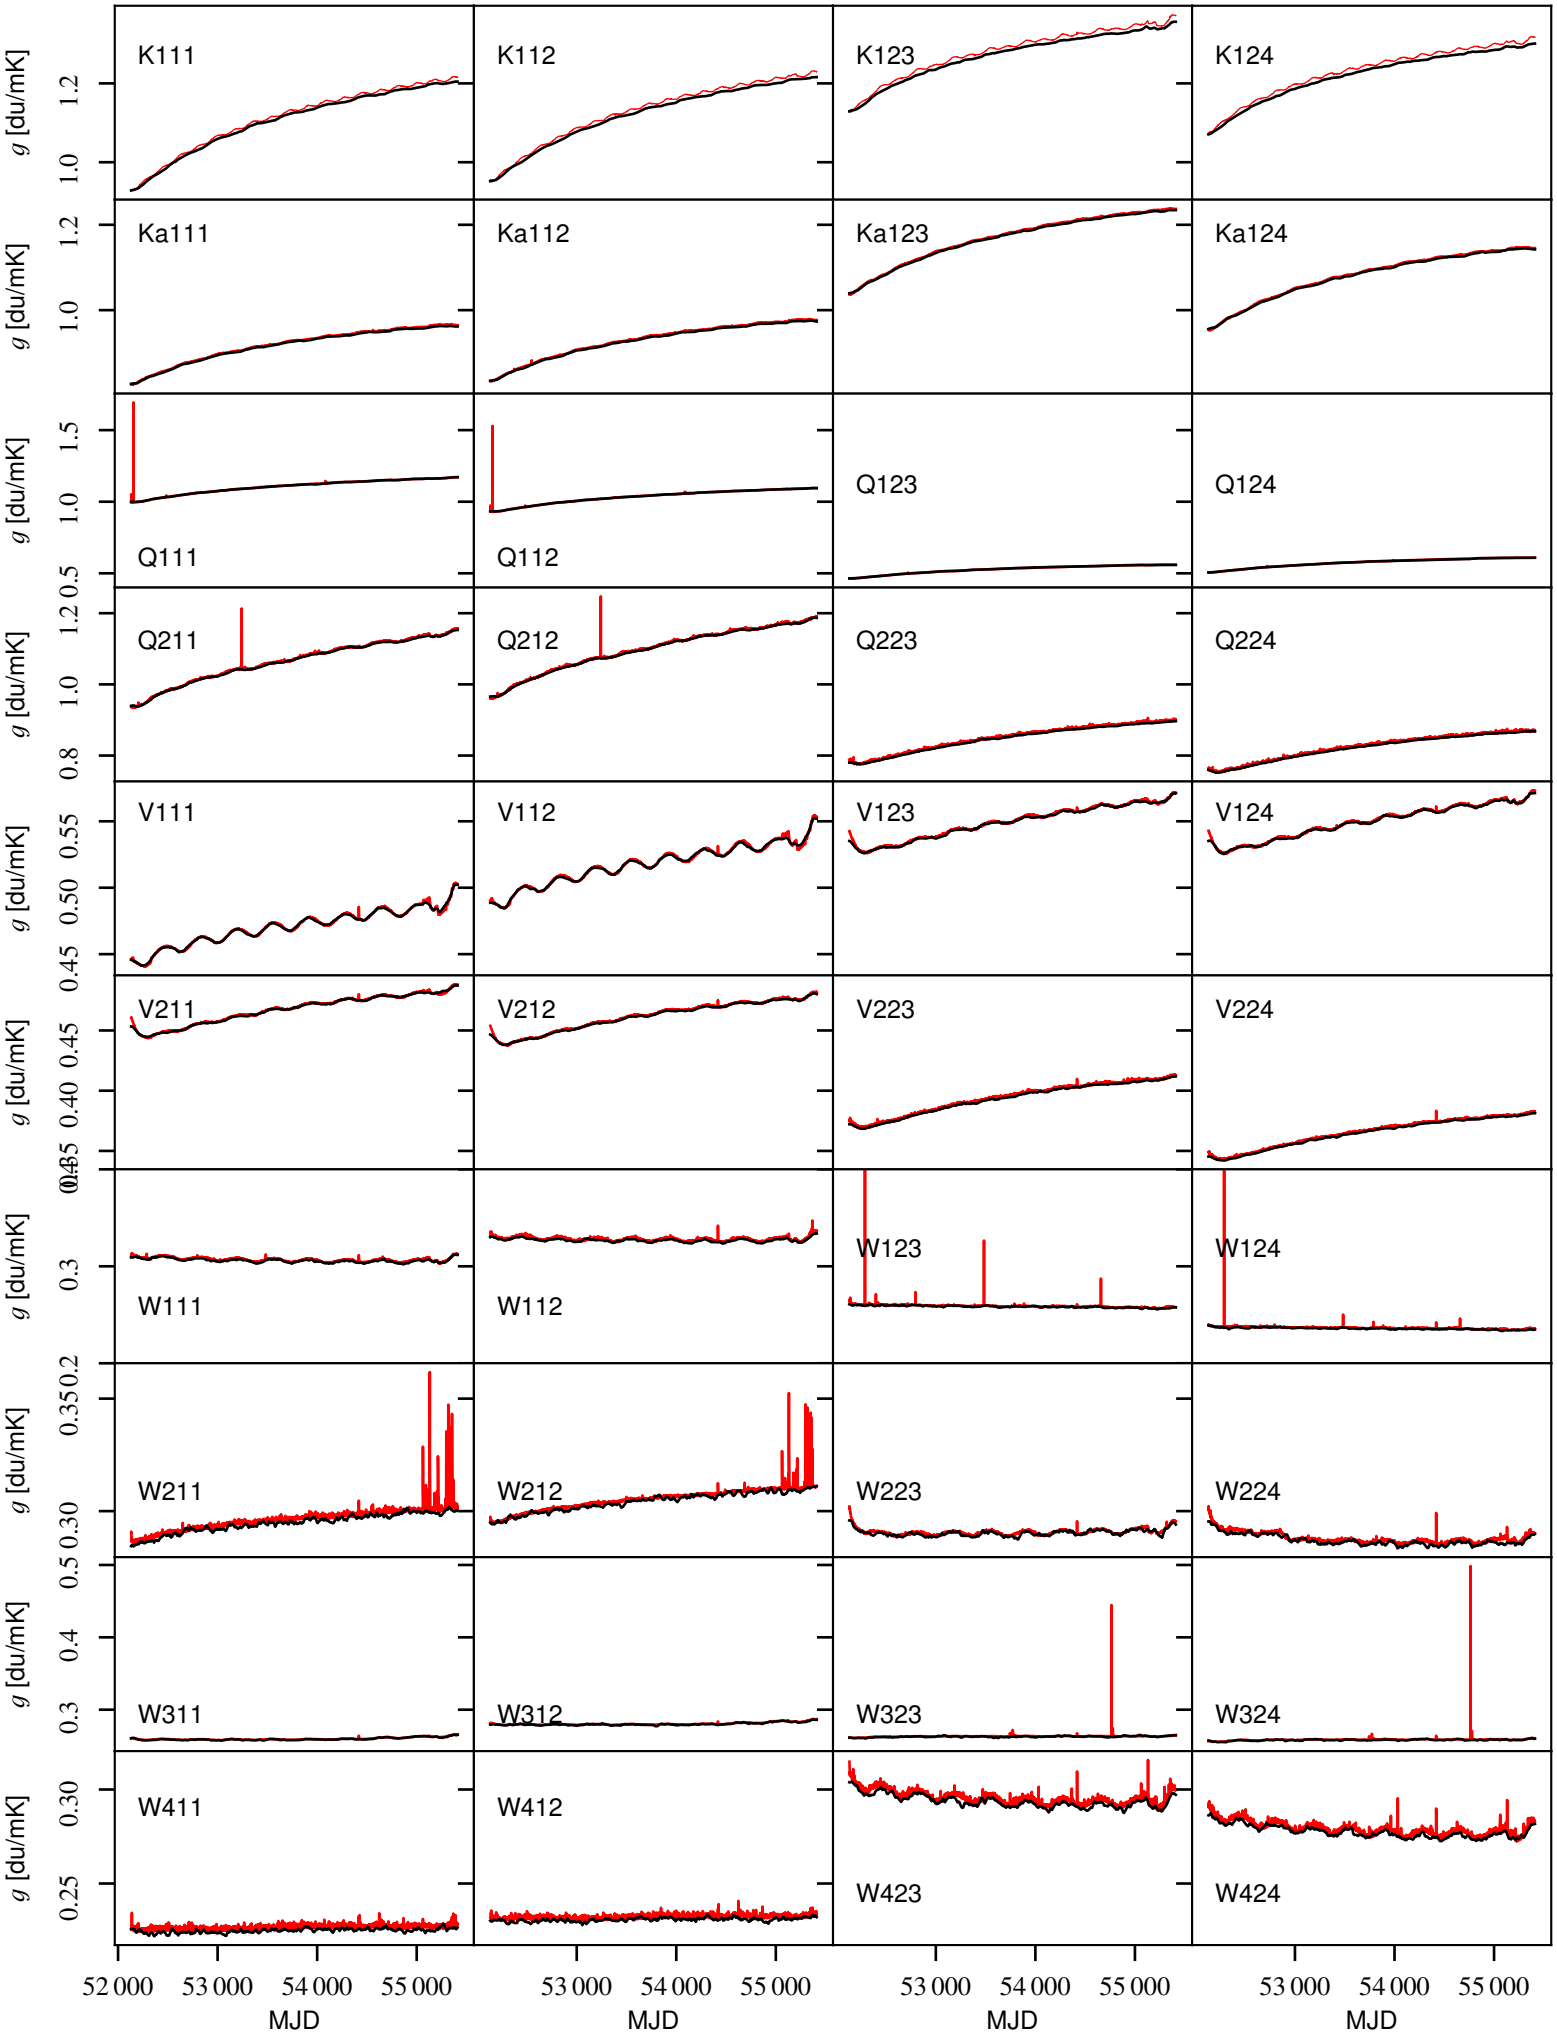 K111 K112 K123 K124
g [du/mK] 1.0 1.2
Ka111 Ka112 Ka123 Ka124
g [du/mK] 1.0 1.2
Q111 Q112 Q123 Q124
g [du/mK] 0.5 1.0 1.5
Q211 Q212 Q223 Q224
g [du/mK] 0.8 1.0 1.2
V111 V112 V123 V124
g [du/mK] 0.45 0.50 0.55
V211 V212 V223 V224
g [du/mK] 0.35 0.40 0.45
W111 W112 W123 W124
g [du/mK] 0.2 0.3 0.4
W211 W212 W223 W224
g [du/mK] 0.30 0.35
W311 W312 W323 W324
g [du/mK] 0.3 0.4 0.5
W411 W412 W423 W424
g [du/mK] 0.25 0.30
52 000 53 000 54 000 55 000 53 000 54 000 55 000 53 000 54 000 55 000 53 000 54 000 55 000
MJD MJD MJD MJD